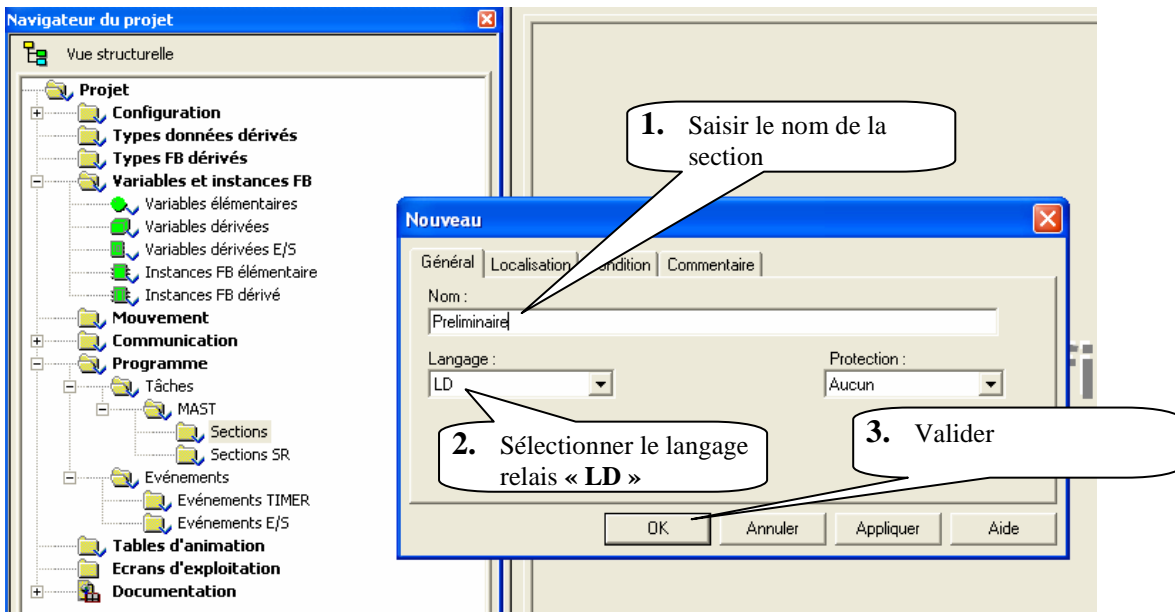 Navigateur du projet
Vue structurelle
Projet
Configuration
Types données dérivés
Types FB dérivés
Variables et instances FB
Variables élémentaires
Variables dérivées
Variables dérivées E/S
Instances FB élémentaire
Instances FB dérivé
Mouvement
Communication
Programme
Tâches
MAST
Sections
Sections SR
Evénements
Evénements TIMER
Evénements E/S
Tables d'animation
Ecrans d'exploitation
Documentation
1. Saisir le nom de la
section
Nouveau
Général Localisation ondition Commentaire
Nom :
Preliminaire
Langage :
Protection :
LD
Aucun
2. Sélectionner le langage
relais « LD »
3. Valider
OK Annuler Appliquer Aide